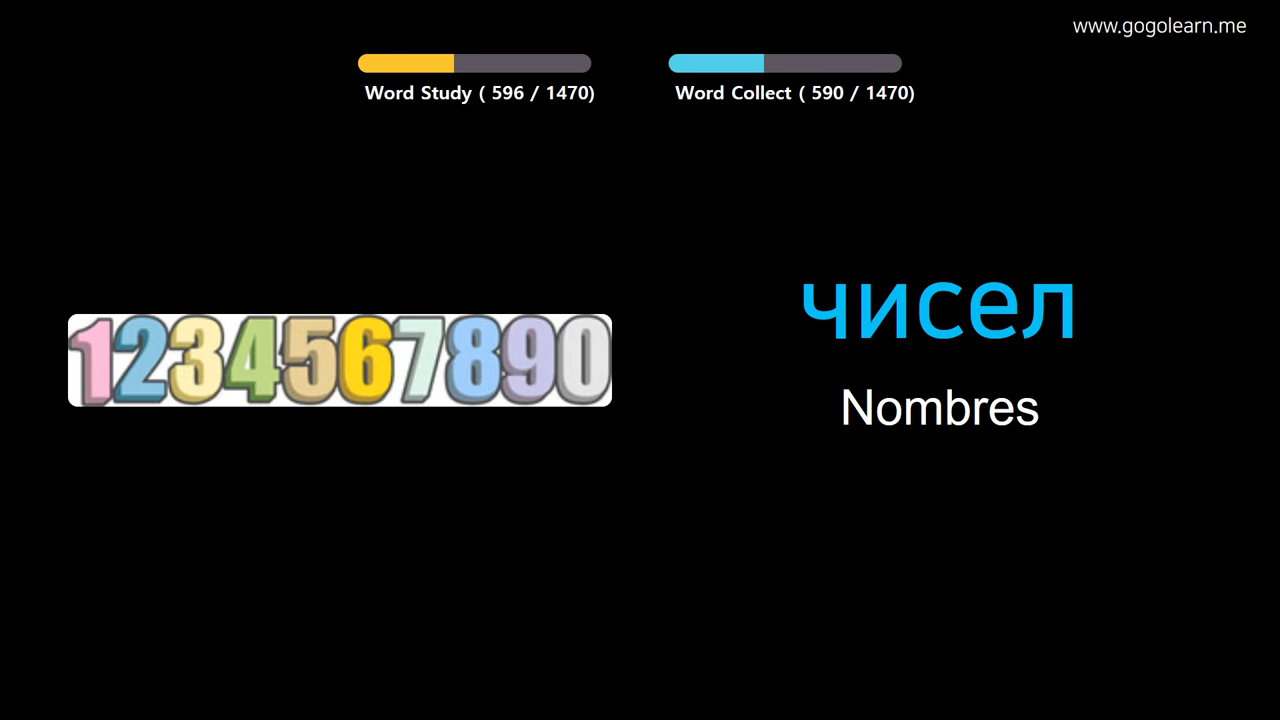 www.gogolearn.me
Word Study ( 596 / 1470)
Word Collect ( 590 / 1470)
1234567890
чисел
Nombres